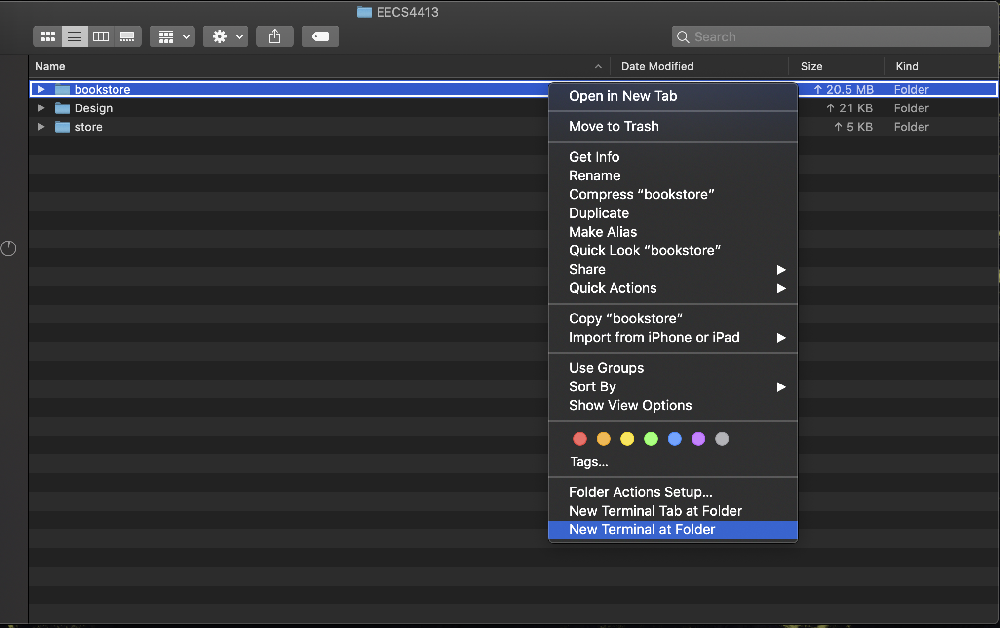 EECS4413
Search
Name Date Modified Size Kind
bookstore ↑ 20.5 MB Folder
Design ↑ 21 KB Folder
store ↑ 5 KB Folder
Open in New Tab
Move to Trash
Get Info
Rename
Compress “bookstore”
Duplicate
Make Alias
Quick Look “bookstore”
Share
Quick Actions
Copy “bookstore”
Import from iPhone or iPad
Use Groups
Sort By
Show View Options
Tags...
Folder Actions Setup...
New Terminal Tab at Folder
New Terminal at Folder